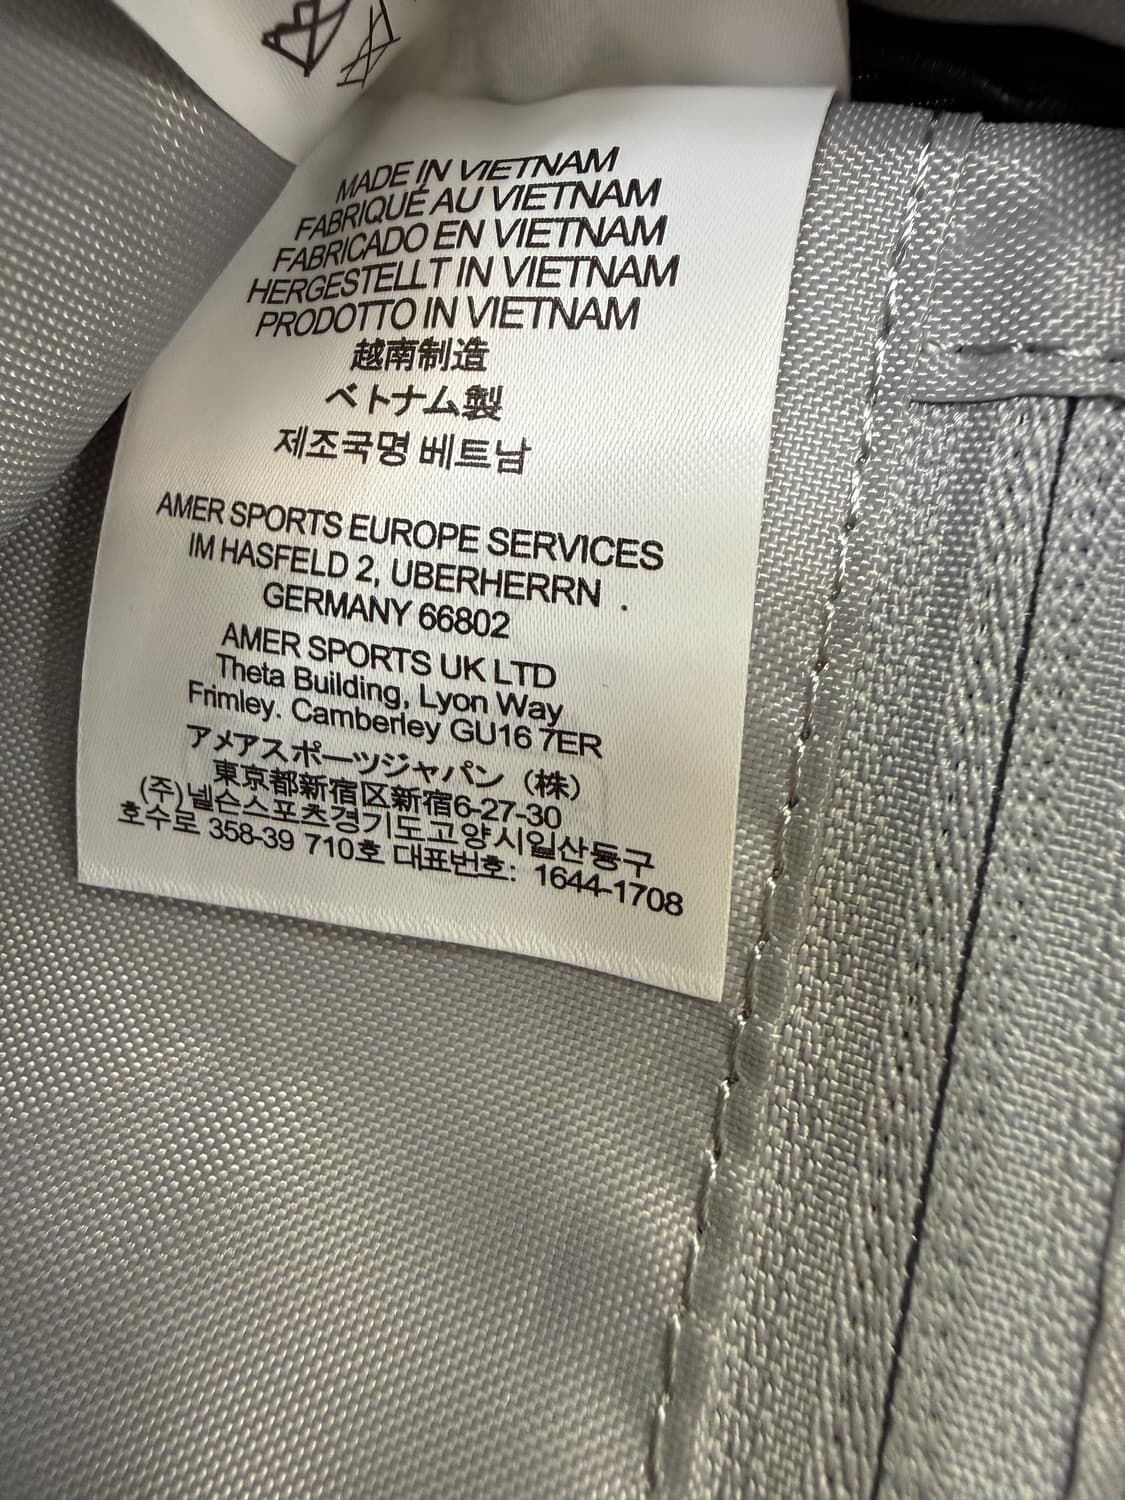 MADE IN VIETNAM
FABRIQUÉ AU VIETNAM
FABRICADO EN VIETNAM
HERGESTELLT IN VIETNAM
PRODOTTO IN VIETNAM
越南制造
ベトナム製
제조국명 베트남
AMER SPORTS EUROPE SERVICES
IM HASFELD 2, UBERHERRN .
GERMANY 66802
AMER SPORTS UK LTD
Theta Building, Lyon Way
Frimley. Camberley GU16 7ER
アメアスポーツジャパン（株）
東京都新宿区新宿6-27-30
(주)넬슨스포츠경기도고양시일산동구
호수로 358-39 710호 대표번호: 1644-1708